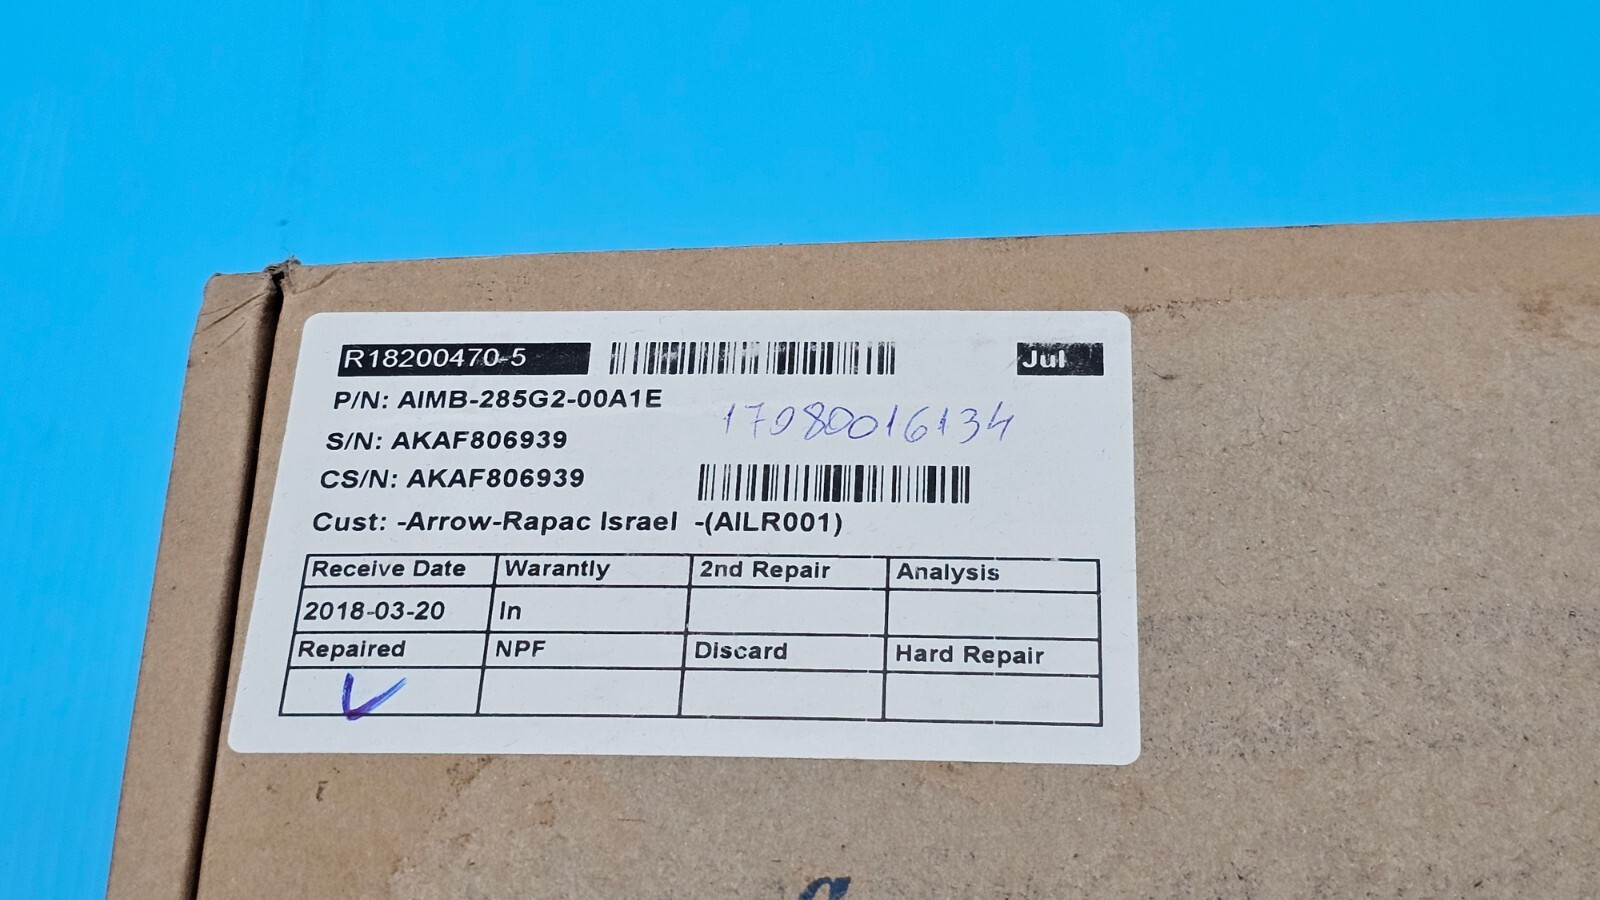 R18200470-5 Jul
P/N: AIMB-285G2-00A1E
17080016134
S/N: AKAF806939
CS/N: AKAF806939
Cust: -Arrow-Rapac Israel -(AILR001)
Receive Date Warantly 2nd Repair Analysis
2018-03-20 In
Repaired NPF Discard Hard Repair